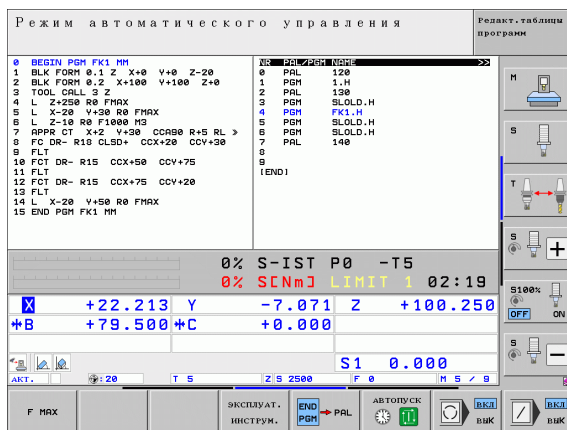 Режим автоматического управления
Редакт.таблицы
программ
0 BEGIN PGM FK1 MM
1 BLK FORM 0.1 Z X+0 Y+0 Z-20
2 BLK FORM 0.2 X+100 Y+100 Z+0
3 TOOL CALL 3 Z
4 L Z+250 R0 FMAX
5 L X-20 Y+30 R0 FMAX
6 L Z-10 R0 F1000 M3
7 APPR CT X+2 Y+30 CCA90 R+5 RL »
8 FC DR- R18 CLSD+ CCX+20 CCY+30
9 FLT
10 FCT DR- R15 CCX+50 CCY+75
11 FLT
12 FCT DR- R15 CCX+75 CCY+20
13 FLT
14 L X-20 Y+50 R0 FMAX
15 END PGM FK1 MM
NR PAL/PGM NAME >>
0 PAL 120
1 PGM 1.H
2 PAL 130
3 PGM SLOLD.H
4 PGM FK1.H
5 PGM SLOLD.H
6 PGM SLOLD.H
7 PAL 140
8
9
[END]
0% S-IST P0 -T5
0% S[Nm] LIMIT 1 02:19
X +22.213 Y -7.071 Z +100.250
B +79.500 C +0.000
S1 0.000
АКТ. : 20 T 5 Z S 2500 F 0 M 5 / 9
M
S
T
S
+
S100%
OFF ON
S
−
F MAX
ЭКСПЛУАТ.
ИНСТРУМ.
END
PGM → PAL
АВТОПУСК
ВКЛ
ВЫК
ВКЛ
ВЫК